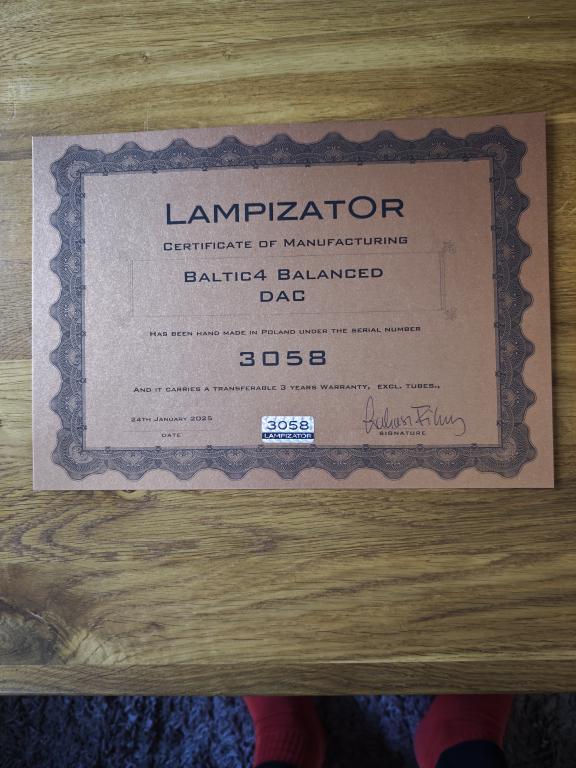 LAMPIZATOR
CERTIFICATE OF MANUFACTURING
BALTIC4 BALANCED
DAC
HAS BEEN HAND MADE IN POLAND UNDER THE SERIAL NUMBER
3058
AND IT CARRIES A TRANSFERABLE 3 YEARS WARRANTY, EXCL. TUBES.,
24TH JANUARY 2025
DATE
3058
LAMPIZATOR
SIGNATURE